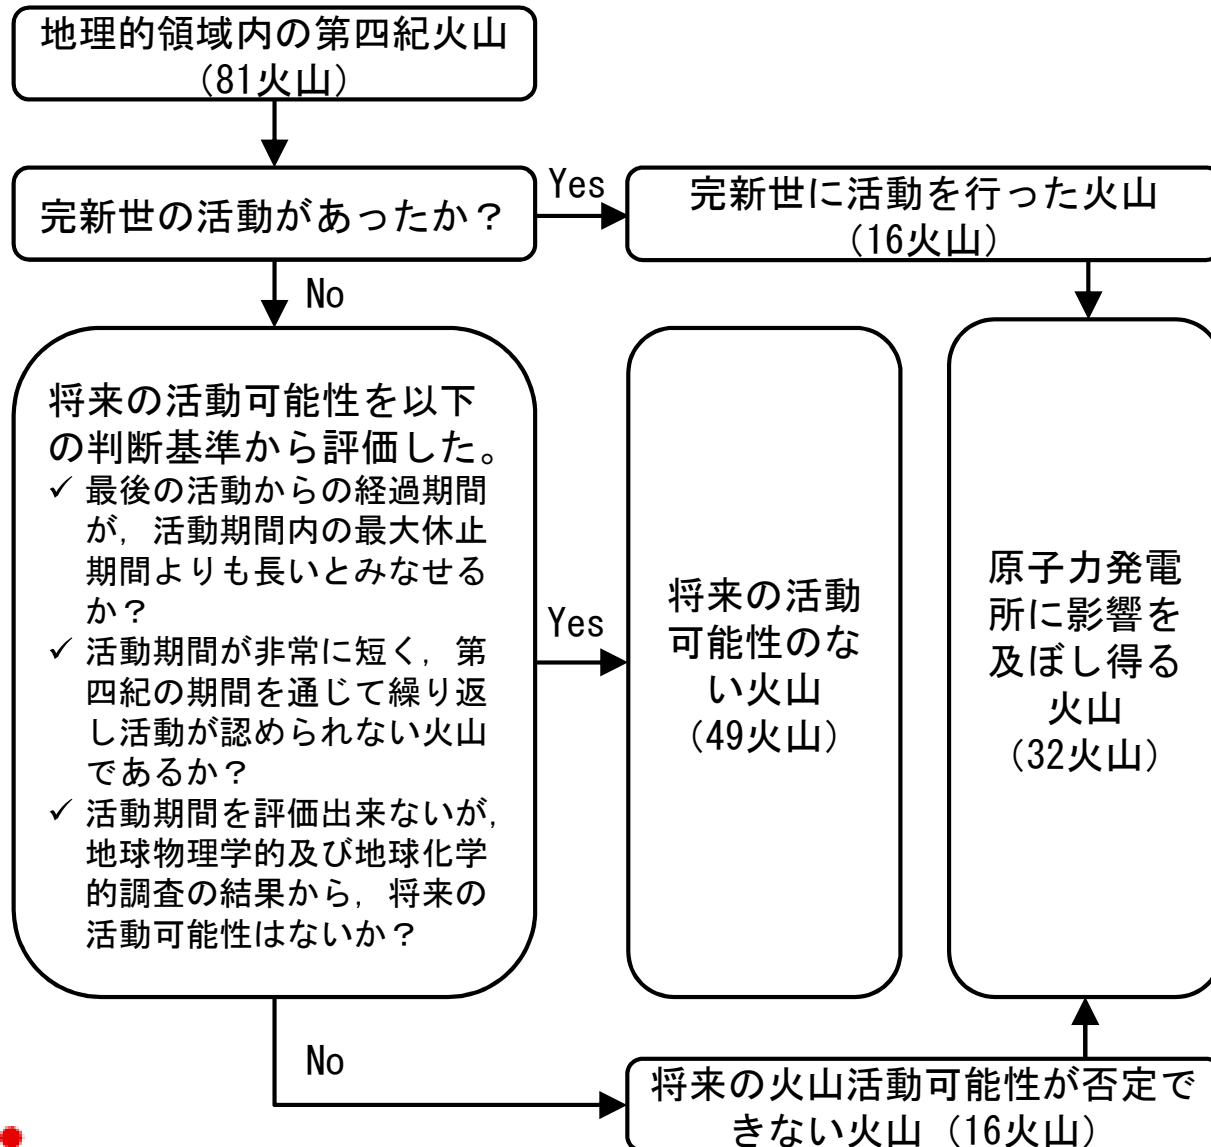 地理的領域内の第四紀火山
(81火山)
完新世の活動があったか？
Yes
完新世に活動を行った火山
(16火山)
No
将来の活動可能性を以下
の判断基準から評価した。
✓ 最後の活動からの経過期間
が，活動期間内の最大休止
期間よりも長いとみなせる
か？
✓ 活動期間が非常に短く，第
四紀の期間を通じて繰り返
し活動が認められない火山
であるか？
✓ 活動期間を評価出来ないが，
地球物理学的及び地球化学
的調査の結果から，将来の
活動可能性はないか？
Yes
将来の活動
可能性のな
い火山
(49火山)
原子力発電
所に影響を
及ぼし得る
火山
(32火山)
No
将来の火山活動可能性が否定で
きない火山（16火山）